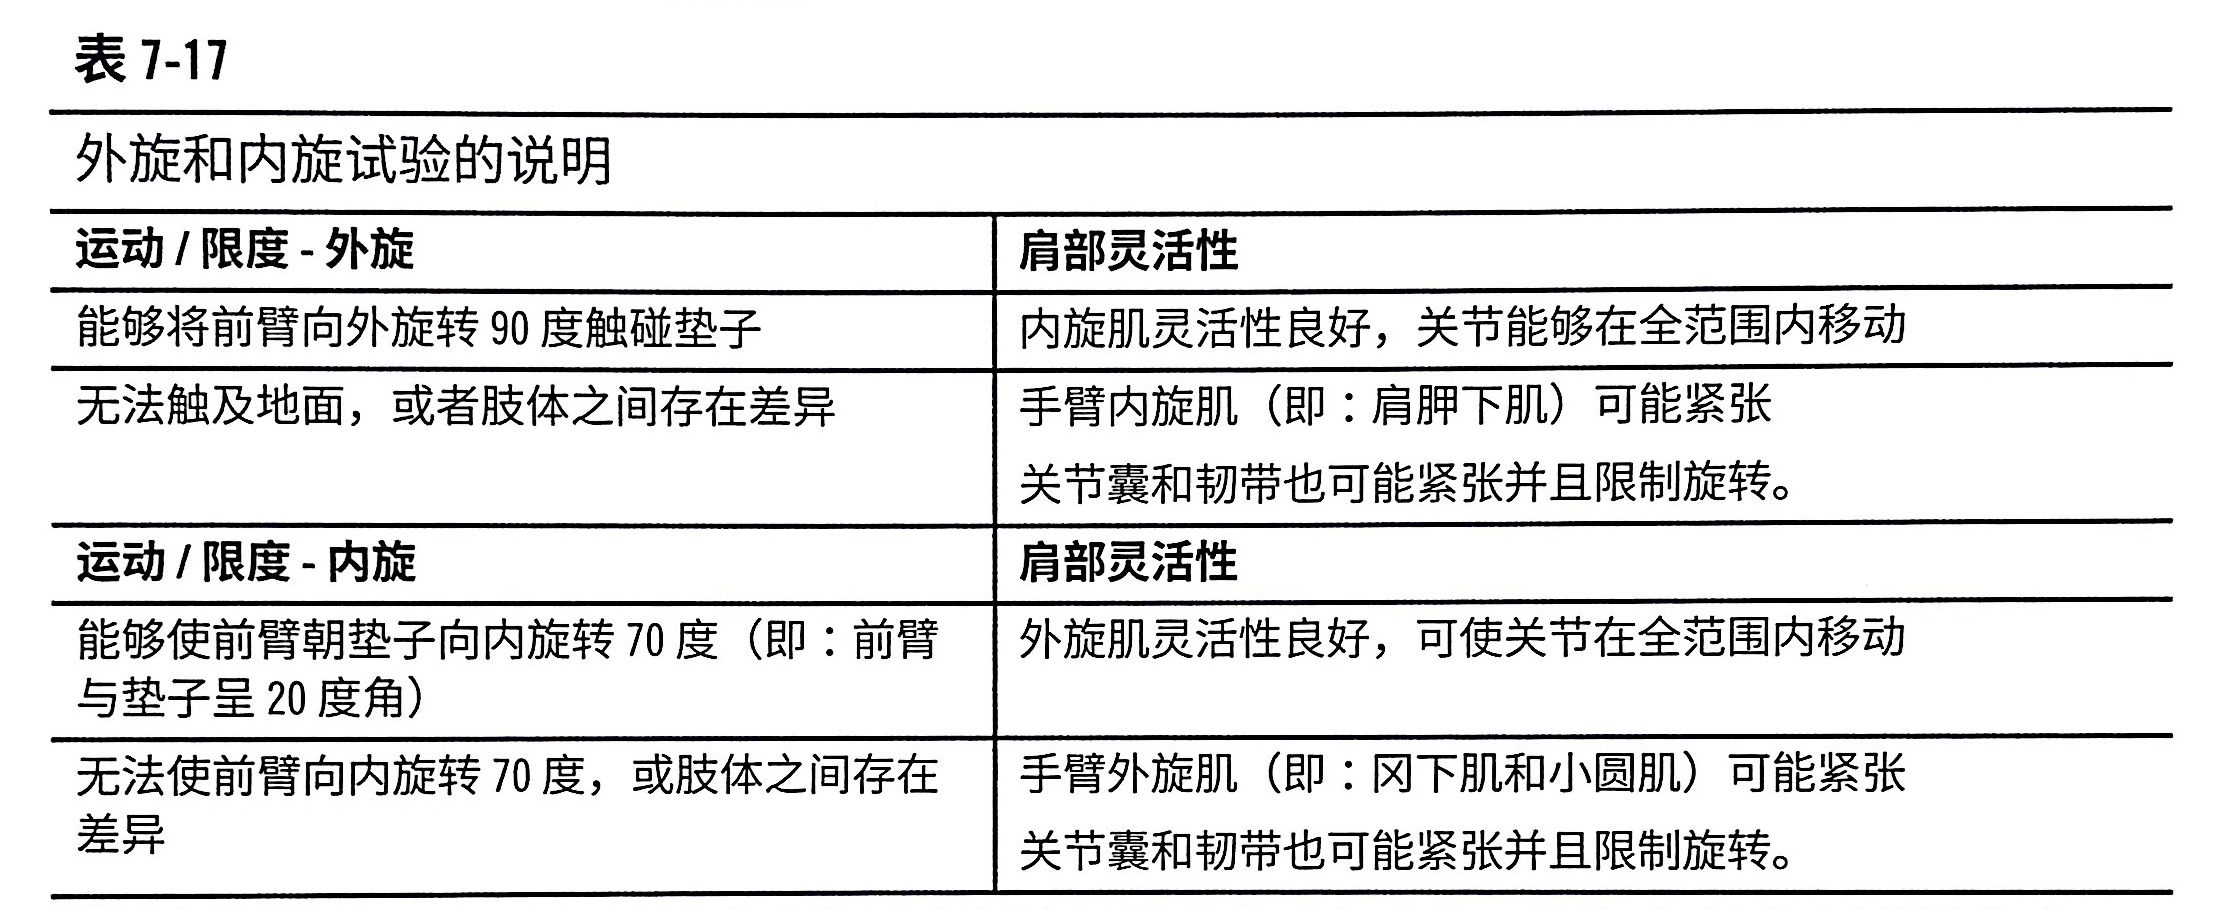 表 7-17
外旋和内旋试验的说明
运动 / 限度 - 外旋
肩部灵活性
能够将前臂向外旋转 90 度触碰垫子
内旋肌灵活性良好，关节能够在全范围内移动
无法触及地面，或者肢体之间存在差异
手臂内旋肌（即：肩胛下肌）可能紧张
关节囊和韧带也可能紧张并且限制旋转。
运动 / 限度 - 内旋
肩部灵活性
能够使前臂朝垫子向内旋转 70 度（即：前臂
与垫子呈 20 度角）
外旋肌灵活性良好，可使关节在全范围内移动
无法使前臂向内旋转 70 度，或肢体之间存在
差异
手臂外旋肌（即：冈下肌和小圆肌）可能紧张
关节囊和韧带也可能紧张并且限制旋转。